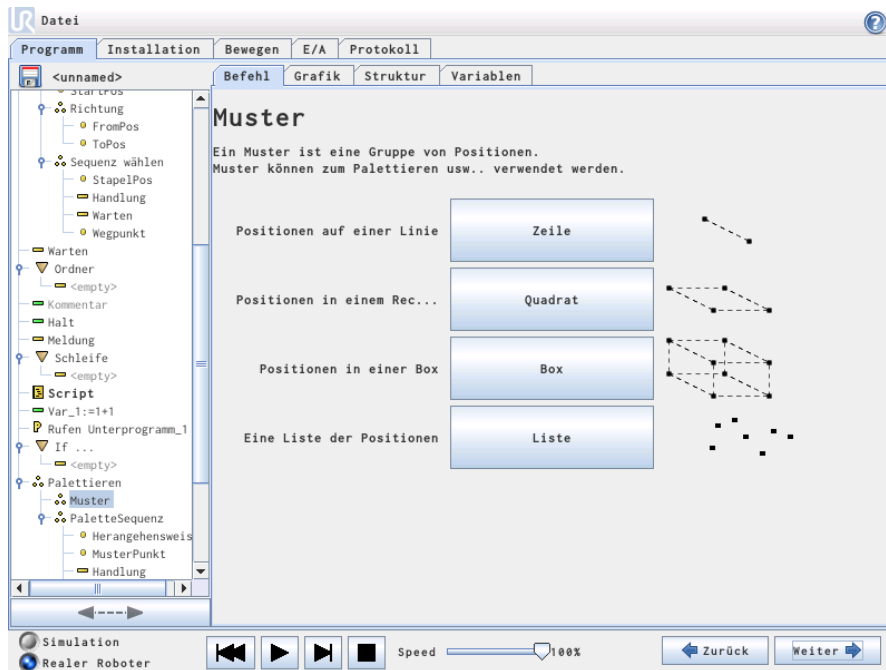 UR Datei
Programm Installation Bewegen E/A Protokoll
<unnamed>
Befehl Grafik Struktur Variablen
StartPos
Richtung
FromPos
ToPos
Sequenz wählen
StapelPos
Handlung
Warten
Wegpunkt
Warten
Ordner
<empty>
Kommentar
Halt
Meldung
Schleife
<empty>
Script
Var_1:=1+1
P Rufen Unterprogramm_1
If ...
<empty>
Palettieren
Muster
PaletteSequenz
Herangehensweis
MusterPunkt
Handlung
Muster
Ein Muster ist eine Gruppe von Positionen.
Muster können zum Palettieren usw.. verwendet werden.
Positionen auf einer Linie Zeile
Positionen in einem Rec... Quadrat
Positionen in einer Box Box
Eine Liste der Positionen Liste
Simulation
Realer Roboter
Speed 100%
Zurück Weiter